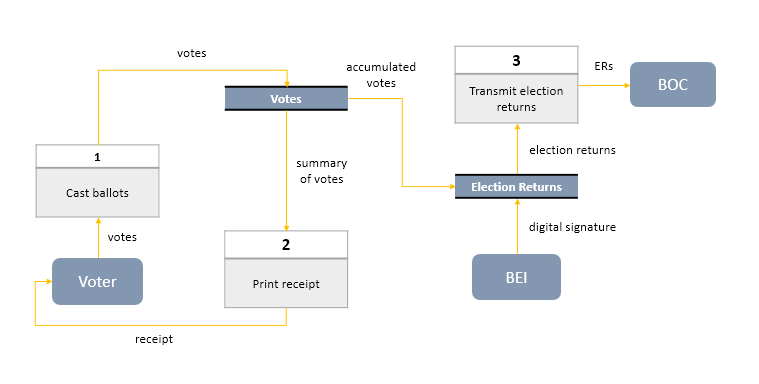 votes
accumulated
votes
3
ERs
BOC
Transmit election
returns
Votes
1
summary
of votes
election returns
Cast ballots
Election Returns
votes
2
digital signature
Voter
Print receipt
BEI
receipt